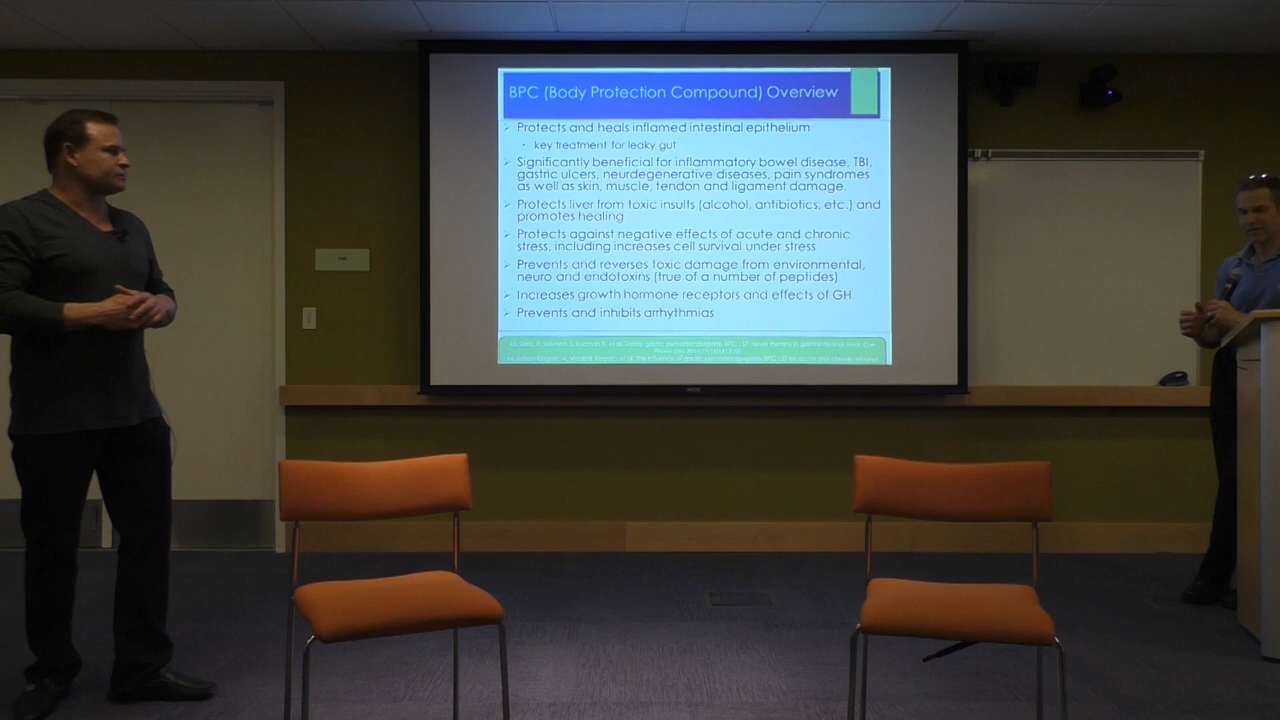 BPC (Body Protection Compound) Overview
➢ Protects and heals inflamed intestinal epithelium
• key treatment for leaky gut
➢ Significantly beneficial for inflammatory bowel disease, TBI,
gastric ulcers, neurdegenerative diseases, pain syndromes
as well as skin, muscle, tendon and ligament damage.
➢ Protects liver from toxic insults (alcohol, antibiotics, etc.) and
promotes healing
➢ Protects against negative effects of acute and chronic
stress, including increases cell survival under stress
➢ Prevents and reverses toxic damage from environmental,
neuro and endotoxins (true of a number of peptides)
➢ Increases growth hormone receptors and effects of GH
➢ Prevents and inhibits arrhythmias